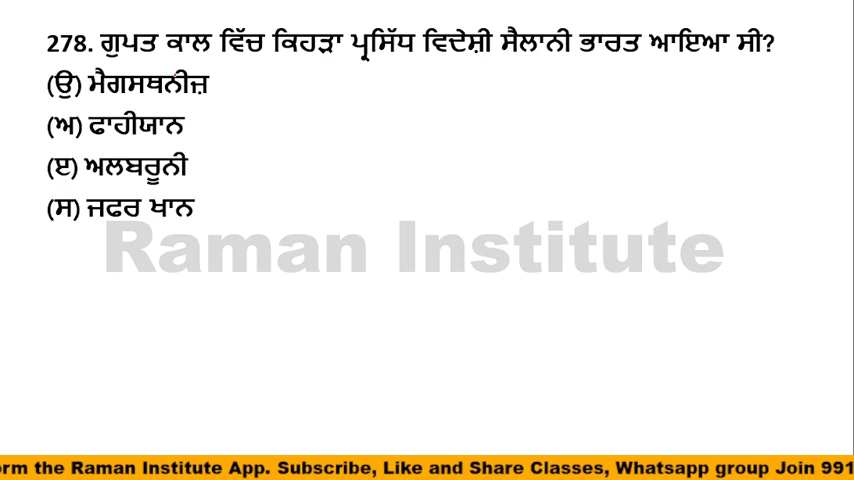 278. ਗੁਪਤ ਕਾਲ ਵਿੱਚ ਕਿਹੜਾ ਪ੍ਰਸਿੱਧ ਵਿਦੇਸ਼ੀ ਸੈਲਾਨੀ ਭਾਰਤ ਆਇਆ ਸੀ?
(ਉ) ਮੈਗਸਥਨੀਜ਼
(ਅ) ਫਾਹੀਯਾਨ
(ੲ) ਅਲਬਰੂਨੀ
(ਸ) ਜਫਰ ਖਾਨ
Raman Institute
orm the Raman Institute App. Subscribe, Like and Share Classes, Whatsapp group Join 991